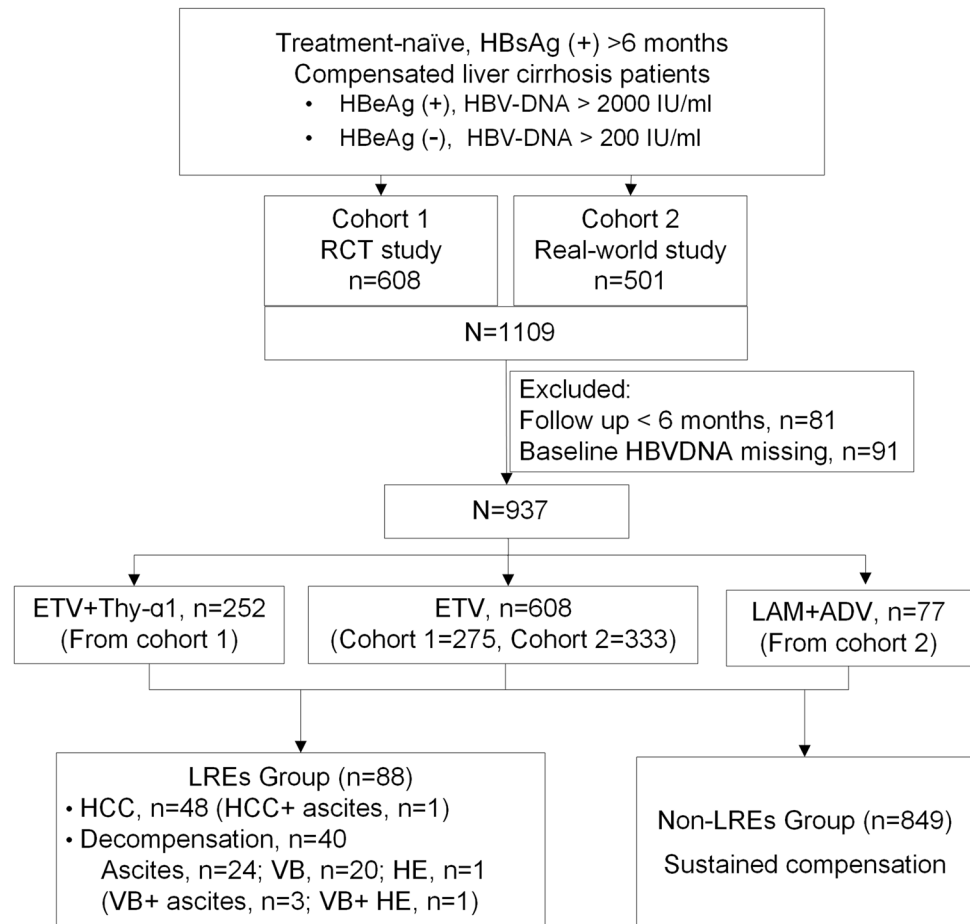 Treatment-naïve, HBsAg (+) >6 months
Compensated liver cirrhosis patients
• HBeAg (+), HBV-DNA > 2000 IU/ml
• HBeAg (-), HBV-DNA > 200 IU/ml
Cohort 1
RCT study
n=608
Cohort 2
Real-world study
n=501
N=1109
Excluded:
Follow up < 6 months, n=81
Baseline HBVDNA missing, n=91
N=937
ETV+Thy-α1, n=252
(From cohort 1)
ETV, n=608
(Cohort 1=275, Cohort 2=333)
LAM+ADV, n=77
(From cohort 2)
LREs Group (n=88)
• HCC, n=48 (HCC+ ascites, n=1)
• Decompensation, n=40
Ascites, n=24; VB, n=20; HE, n=1
(VB+ ascites, n=3; VB+ HE, n=1)
Non-LREs Group (n=849)
Sustained compensation